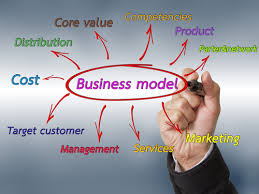 Competencies
Core value
Product
Distribution
Partnernetwork
Cost
Business model
Target customer
Marketing
Services
Management